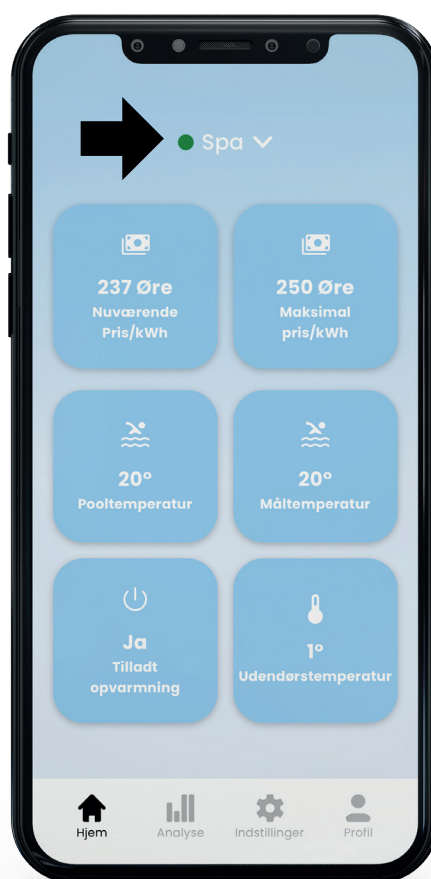 Spa
237 Øre
Nuværende
Pris/kWh
250 Øre
Maksimal
pris/kWh
20°
Pooltemperatur
20°
Måltemperatur
Ja
Tilladt
opvarmning
1°
Udendørstemperatur
Hjem
Analyse
Indstillinger
Profil